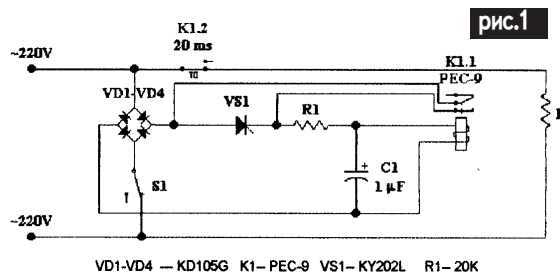 рис.1
K1.2
20 ms
~220V
K1.1
PEC-9
VD1-VD4
VS1
R1
C1
1 µF
S1
~220V
VD1-VD4 — KD105G K1– PEC-9 VS1– KY202L R1– 20K